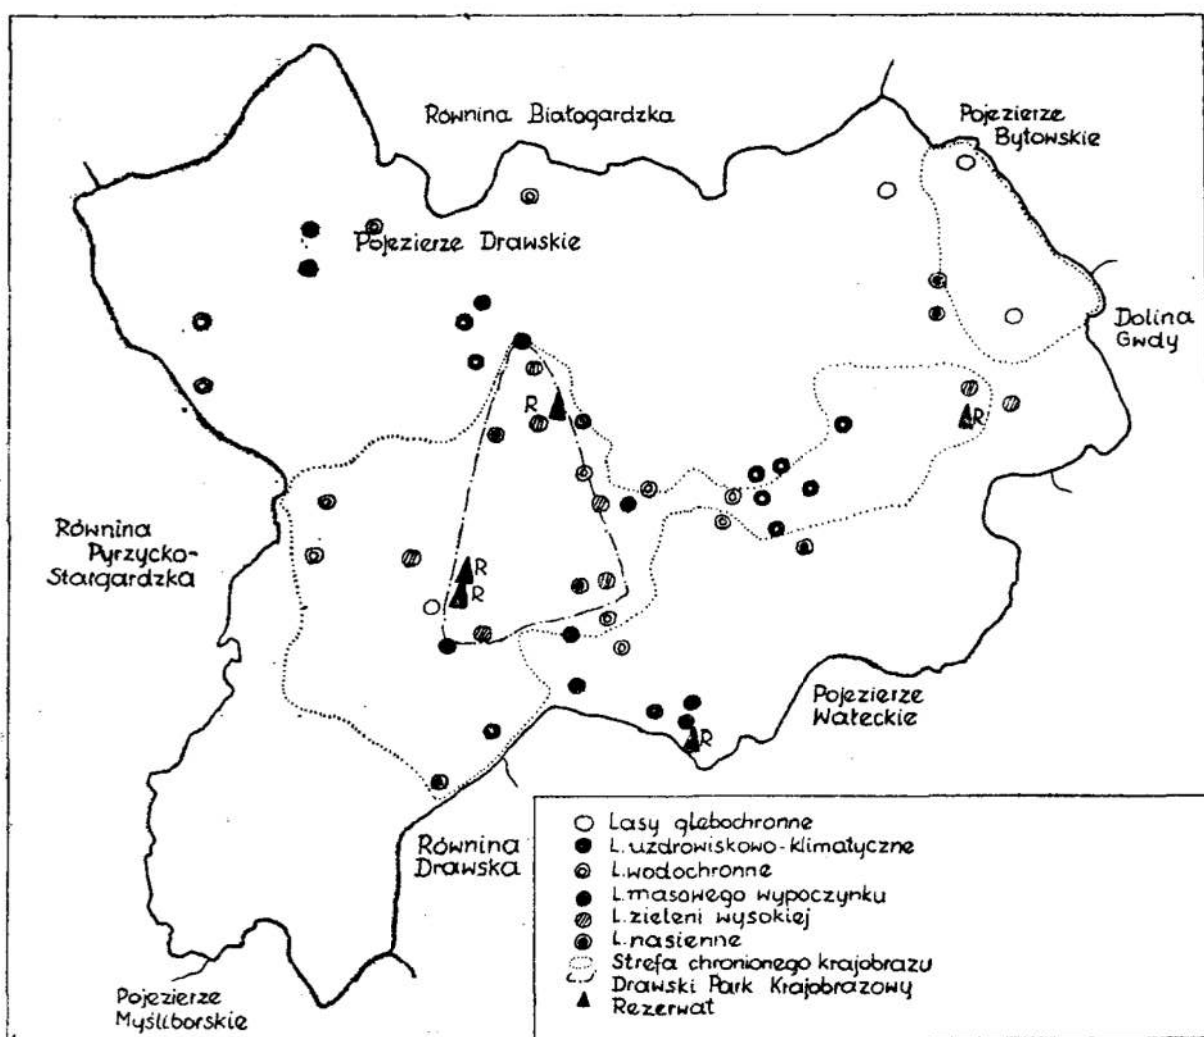 Równina Białogardzka
Pojezierze
Bytowskie
Pojezierze Drawskie
Dolina
Gwdy
R
R
Równina
Pyrzycko-
Stargardzka
R
R
Pojezierze
Wałeckie
R
Równina
Drawska
Pojezierze
Myśliborskie
Lasy glebochronne
L.uzdrowiskowo-klimatyczne
L.wodochronne
L.masowego wypoczynku
L.zieleni wysokiej
L.nasienne
Strefa chronionego krajobrazu
Drawski Park Krajobrazowy
Rezerwat